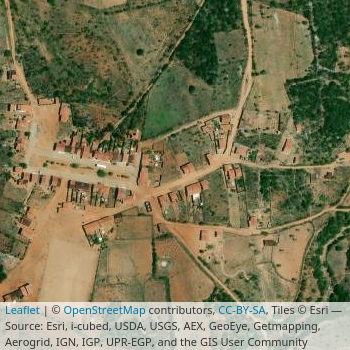 Leaflet | © OpenStreetMap contributors, CC-BY-SA, Tiles © Esri —
Source: Esri, i-cubed, USDA, USGS, AEX, GeoEye, Getmapping,
Aerogrid, IGN, IGP, UPR-EGP, and the GIS User Community